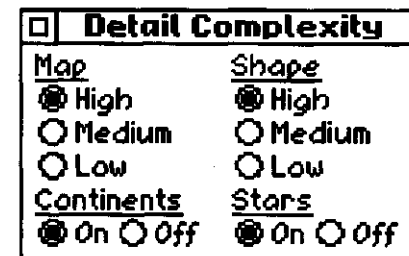 Detail Complexity
Map Shape
High High
Medium Medium
Low Low
Continents Stars
On Off On Off